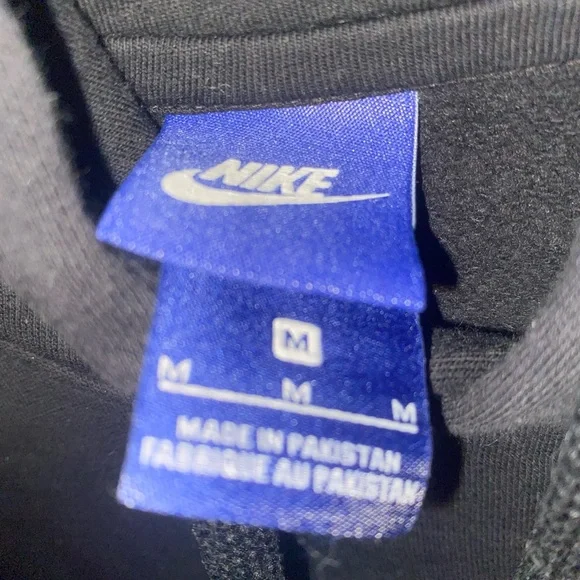 NIKE
M
M M M
MADE IN PAKISTAN
FABRIQUE AU PAKISTAN